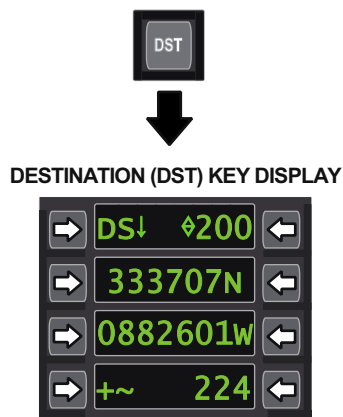 DST
DESTINATION (DST) KEY DISPLAY
DS↓ ⬨200
333707N
0882601W
+~ 224